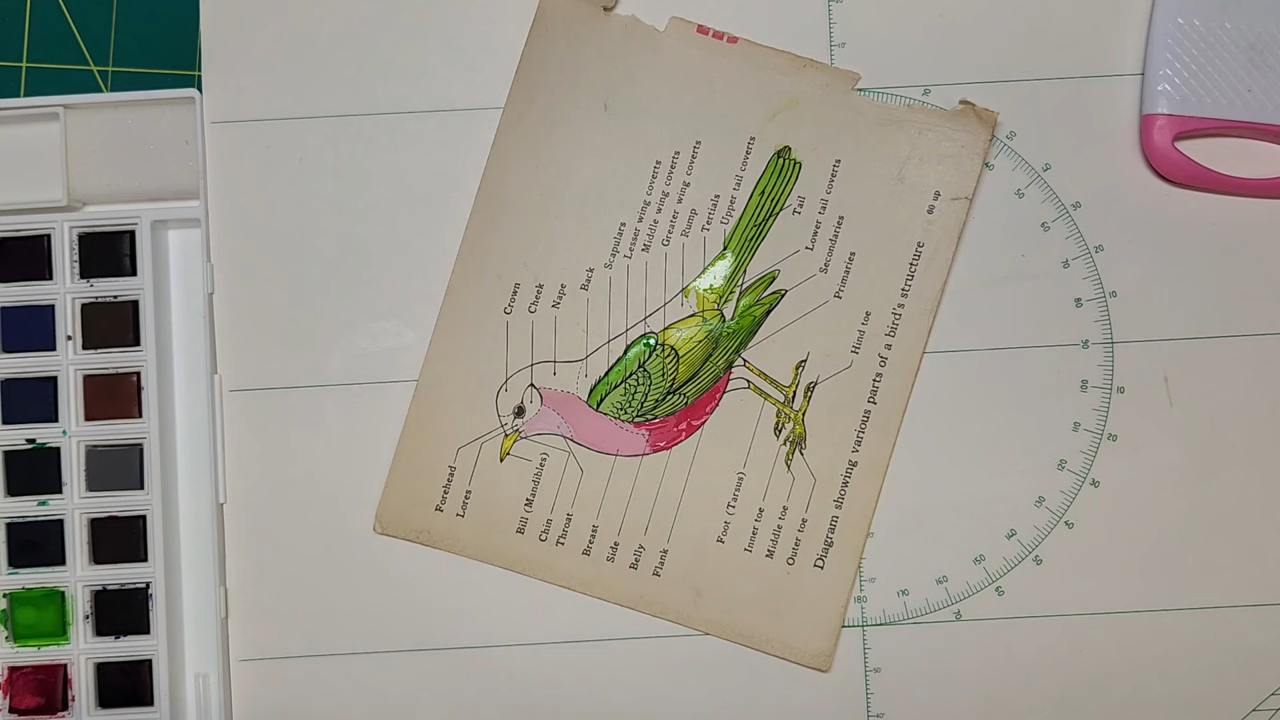 Crown
Cheek
Nape
Back
Scapulars
Lesser wing coverts
Middle wing coverts
Greater wing coverts
Rump
Tertials
Upper tail coverts
Tail
Lower tail coverts
Secondaries
Primaries
Hind toe
Forehead
Lores
Bill (Mandibles)
Chin
Throat
Breast
Side
Belly
Flank
Foot (Tarsus)
Inner toe
Middle toe
Outer toe
Diagram showing various parts of a bird's structure
60 up